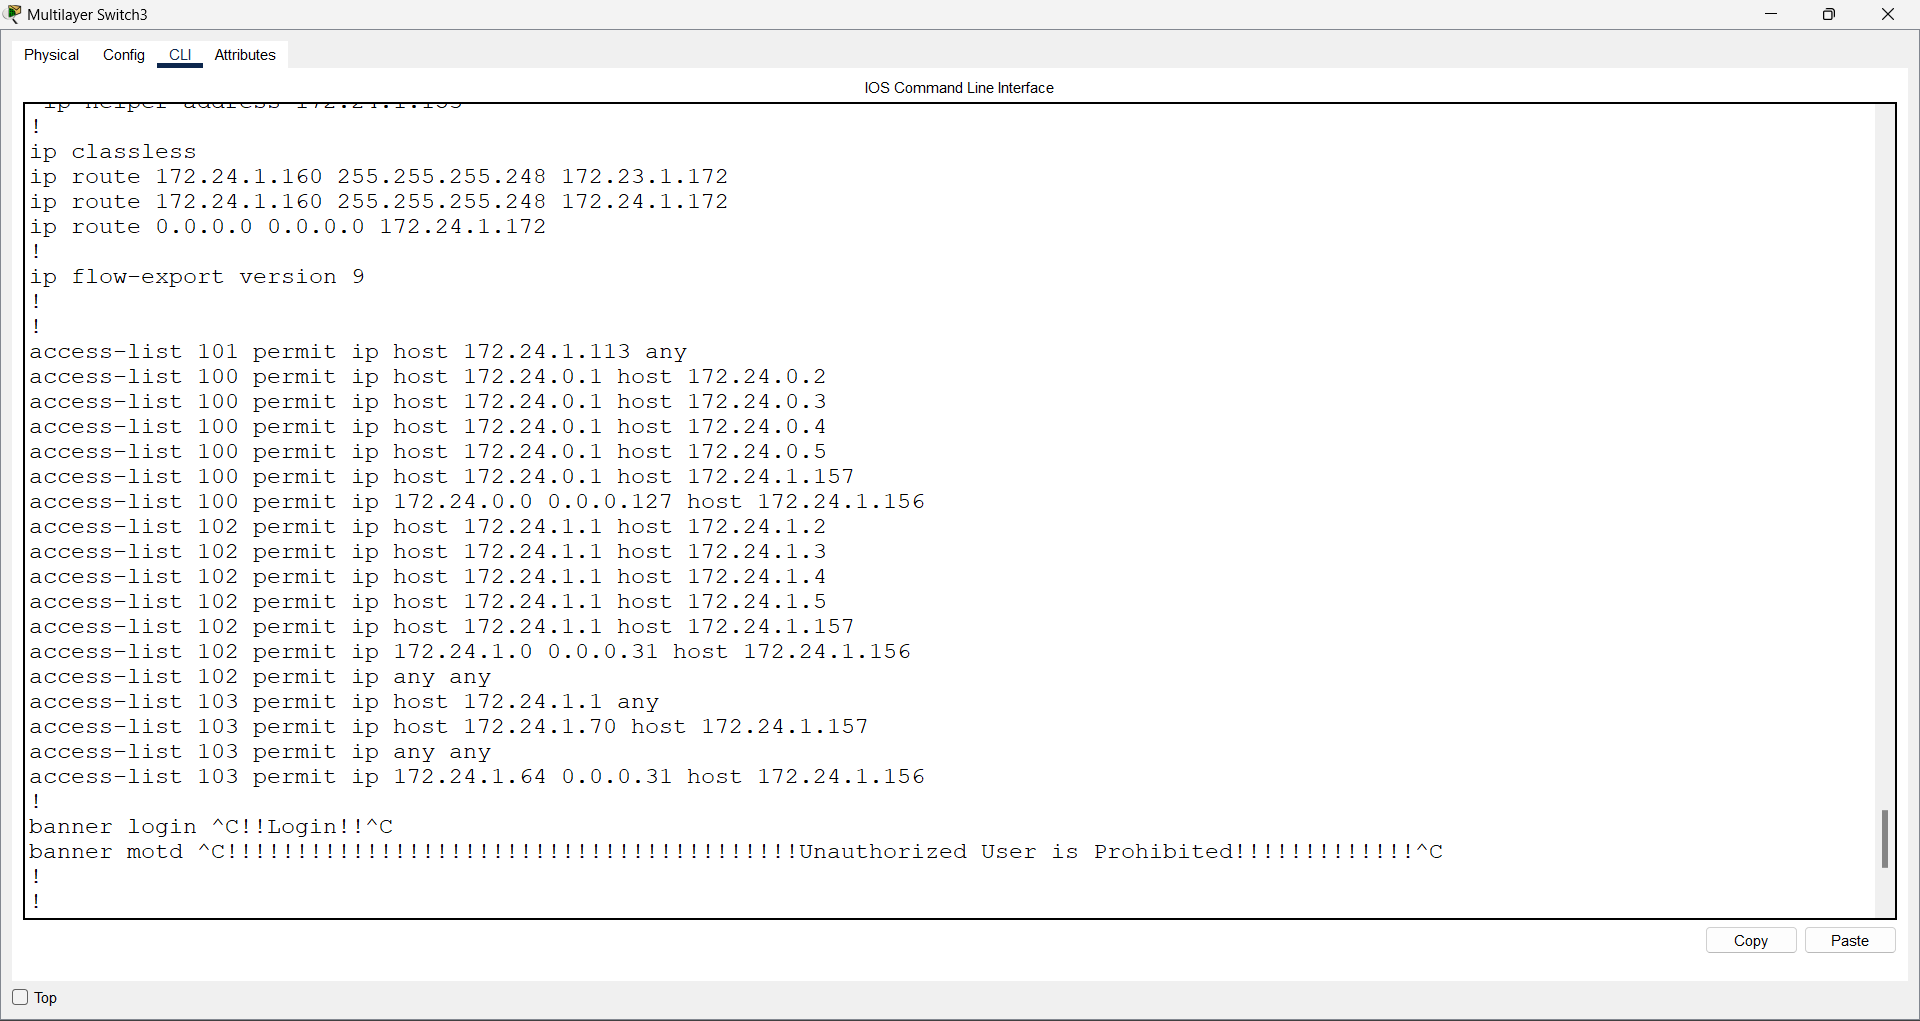 Multilayer Switch3
Physical Config CLI Attributes
IOS Command Line Interface
!
ip classless
ip route 172.24.1.160 255.255.255.248 172.23.1.172
ip route 172.24.1.160 255.255.255.248 172.24.1.172
ip route 0.0.0.0 0.0.0.0 172.24.1.172
!
ip flow-export version 9
!
!
access-list 101 permit ip host 172.24.1.113 any
access-list 100 permit ip host 172.24.0.1 host 172.24.0.2
access-list 100 permit ip host 172.24.0.1 host 172.24.0.3
access-list 100 permit ip host 172.24.0.1 host 172.24.0.4
access-list 100 permit ip host 172.24.0.1 host 172.24.0.5
access-list 100 permit ip host 172.24.0.1 host 172.24.1.157
access-list 100 permit ip 172.24.0.0 0.0.0.127 host 172.24.1.156
access-list 102 permit ip host 172.24.1.1 host 172.24.1.2
access-list 102 permit ip host 172.24.1.1 host 172.24.1.3
access-list 102 permit ip host 172.24.1.1 host 172.24.1.4
access-list 102 permit ip host 172.24.1.1 host 172.24.1.5
access-list 102 permit ip host 172.24.1.1 host 172.24.1.157
access-list 102 permit ip 172.24.1.0 0.0.0.31 host 172.24.1.156
access-list 102 permit ip any any
access-list 103 permit ip host 172.24.1.1 any
access-list 103 permit ip host 172.24.1.70 host 172.24.1.157
access-list 103 permit ip any any
access-list 103 permit ip 172.24.1.64 0.0.0.31 host 172.24.1.156
!
banner login ^C!!Login!!^C
banner motd ^C!!!!!!!!!!!!!!!!!!!!!!!!!!!!!!!!!!!!!!!!!Unauthorized User is Prohibited!!!!!!!!!!!!!^C
!
!
Copy Paste
Top